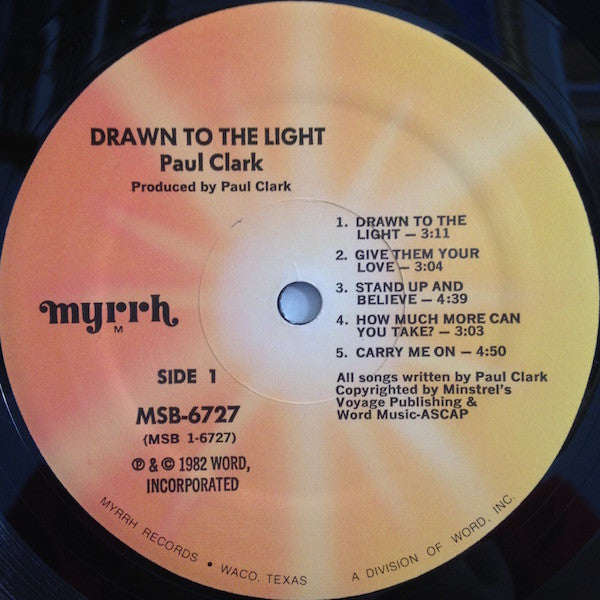 DRAWN TO THE LIGHT
Paul Clark
Produced by Paul Clark
1. DRAWN TO THE
LIGHT — 3:11
2. GIVE THEM YOUR
LOVE — 3:04
3. STAND UP AND
BELIEVE — 4:39
4. HOW MUCH MORE CAN
YOU TAKE? — 3:03
5. CARRY ME ON — 4:50
All songs written by Paul Clark
Copyrighted by Minstrel's
Voyage Publishing &
Word Music-ASCAP
myrrh
M
SIDE 1
MSB-6727
(MSB 1-6727)
℗ & © 1982 WORD,
INCORPORATED
MYRRH RECORDS • WACO, TEXAS
A DIVISION OF WORD, INC.